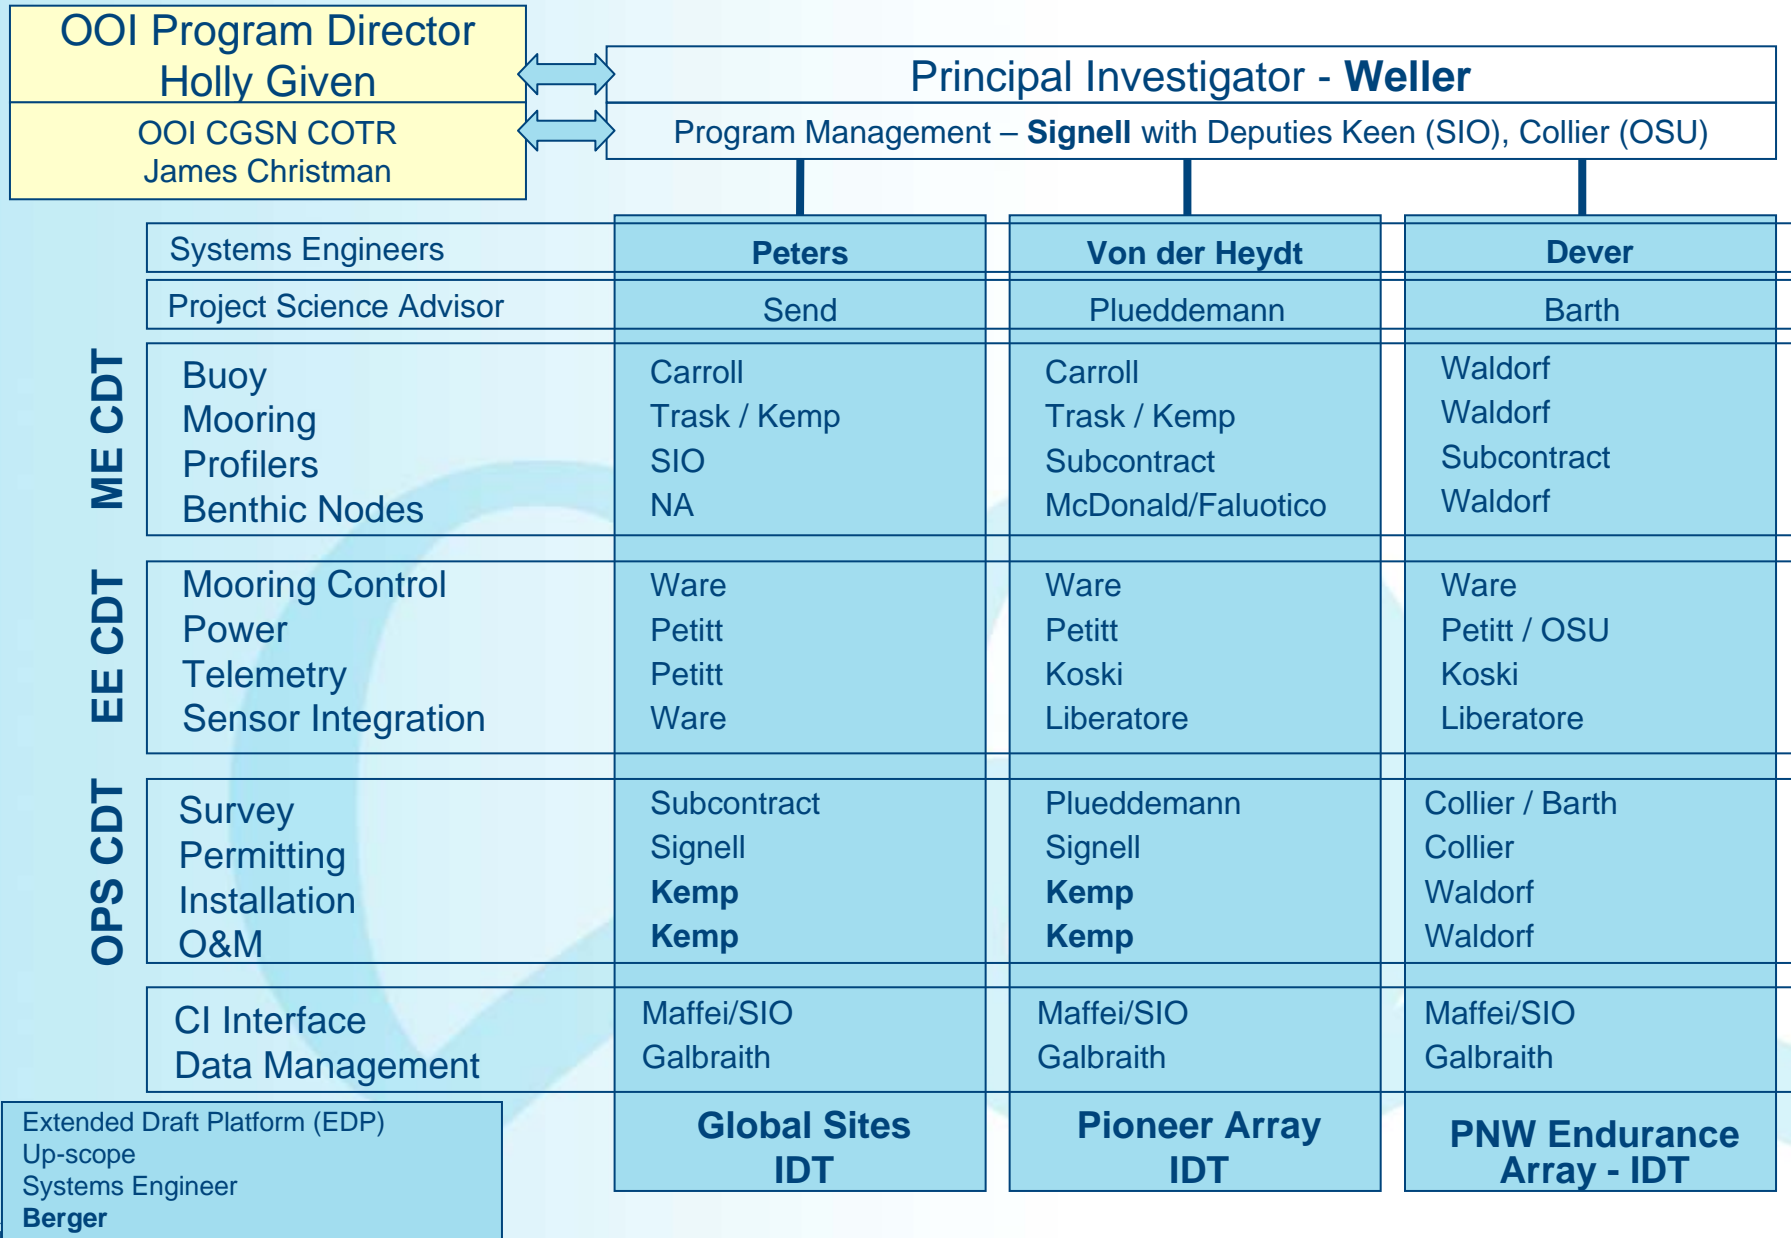 OOI Program Director
Holly Given
OOI CGSN COTR
James Christman
Principal Investigator - Weller
Program Management – Signell with Deputies Keen (SIO), Collier (OSU)
Systems Engineers Peters Von der Heydt Dever
Project Science Advisor Send Plueddemann Barth
ME CDT
Buoy Carroll Carroll Waldorf
Mooring Trask / Kemp Trask / Kemp Waldorf
Profilers SIO Subcontract Subcontract
Benthic Nodes NA McDonald/Faluotico Waldorf
EE CDT
Mooring Control Ware Ware Ware
Power Petitt Petitt Petitt / OSU
Telemetry Petitt Koski Koski
Sensor Integration Ware Liberatore Liberatore
OPS CDT
Survey Subcontract Plueddemann Collier / Barth
Permitting Signell Signell Collier
Installation Kemp Kemp Waldorf
O&M Kemp Kemp Waldorf
CI Interface Maffei/SIO Maffei/SIO Maffei/SIO
Data Management Galbraith Galbraith Galbraith
Global Sites
IDT
Pioneer Array
IDT
PNW Endurance
Array - IDT
Extended Draft Platform (EDP)
Up-scope
Systems Engineer
Berger